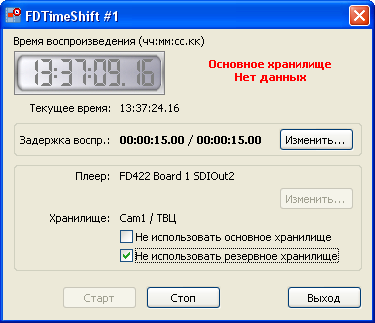 FDTimeShift #1
Время воспроизведения (чч:мм:сс.кк)
13:37:09.16
Основное хранилище
Нет данных
Текущее время: 13:37:24.16
Задержка воспр.: 00:00:15.00 / 00:00:15.00 Изменить...
Плеер: FD422 Board 1 SDIOut2
Изменить...
Хранилище: Cam1 / ТВЦ
Не использовать основное хранилище
Не использовать резервное хранилище
Старт Стоп Выход